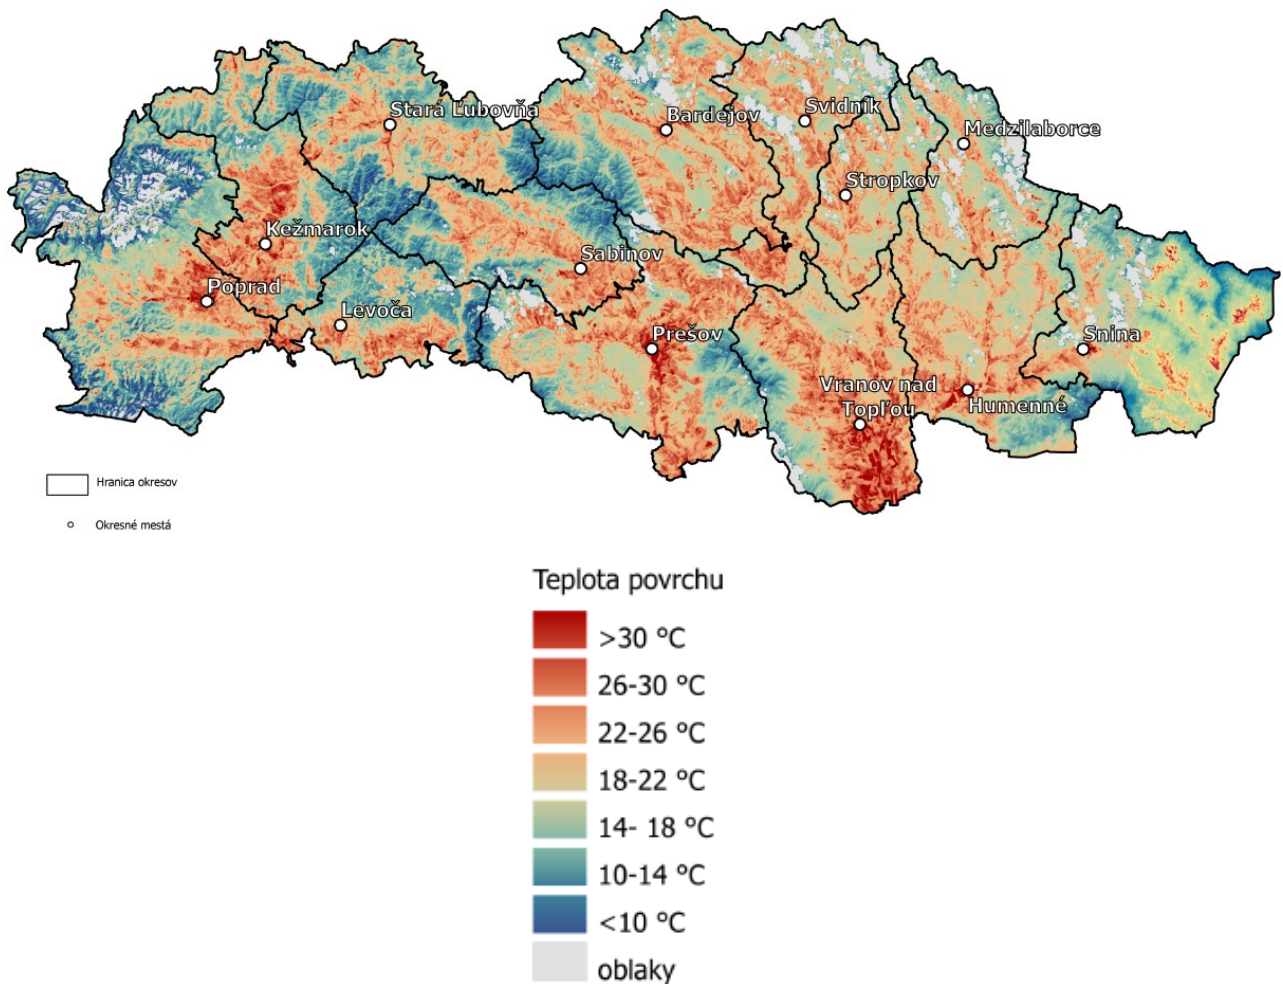 Stará Ľubovňa
Bardejov
Svidník
Medzilaborce
Stropkov
Kežmarok
Sabinov
Poprad
Levoča
Prešov
Snina
Vranov nad
Topľou
Humenné
Hranica okresov
Okresné mestá
Teplota povrchu
>30 °C
26-30 °C
22-26 °C
18-22 °C
14- 18 °C
10-14 °C
<10 °C
oblaky